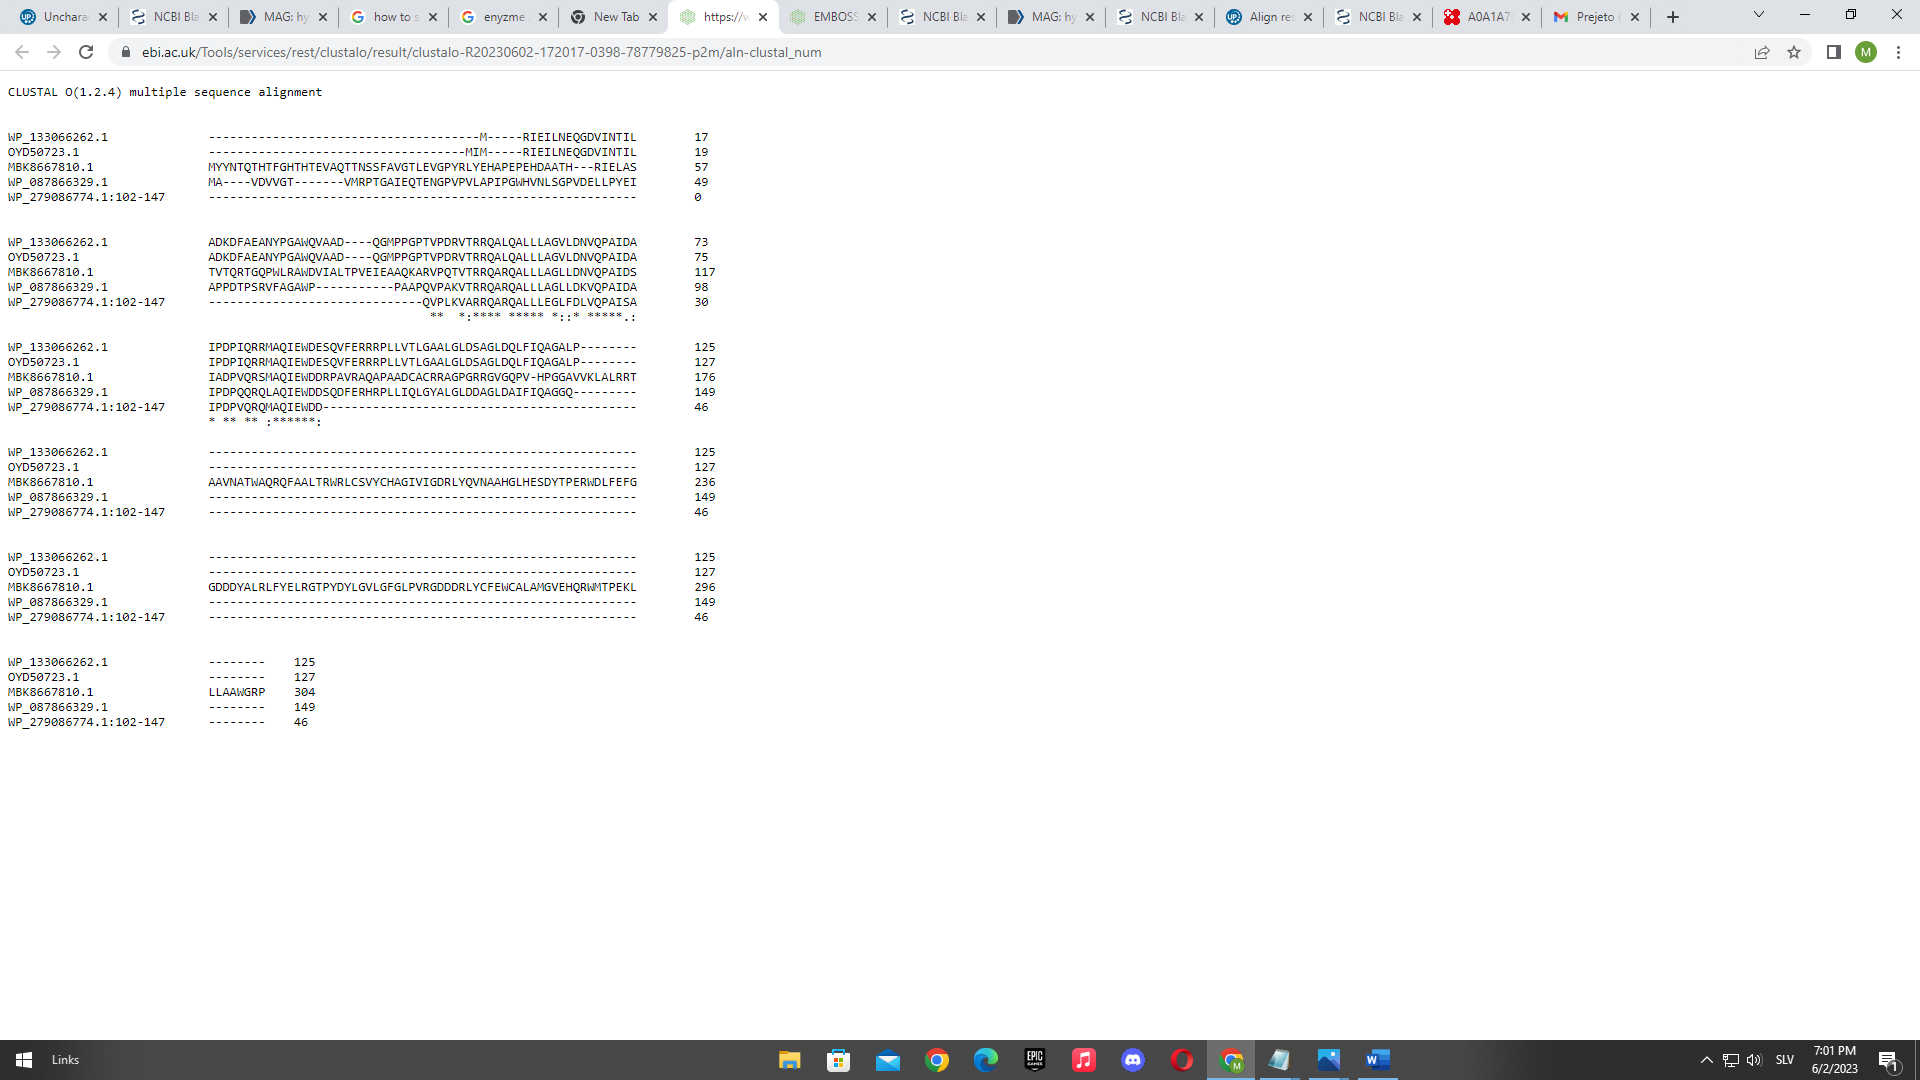 Unchara
NCBI Bla
MAG: hy
how to s
enyzme
New Tab
https://w
EMBOSS
NCBI Bla
MAG: hy
NCBI Bla
Align res
NCBI Bla
A0A1A7
Prejeto (
ebi.ac.uk/Tools/services/rest/clustalo/result/clustalo-R20230602-172017-0398-78779825-p2m/aln-clustal_num
M
CLUSTAL O(1.2.4) multiple sequence alignment
WP_133066262.1 --------------------------------------M-----RIEILNEQGDVINTIL 17
OYD50723.1 ------------------------------------MIM-----RIEILNEQGDVINTIL 19
MBK8667810.1 MYYNTQTHTFGHTHTEVAQTTNSSFAVGTLEVGPYRLYEHAPEPEHDAATH---RIELAS 57
WP_087866329.1 MA----VDVVGT-------VMRPTGAIEQTENGPVPVLAPIPGWHVNLSGPVDELLPYEI 49
WP_279086774.1:102-147 ------------------------------------------------------------ 0
WP_133066262.1 ADKDFAEANYPGAWQVAAD----QGMPPGPTVPDRVTRRQALQALLLAGVLDNVQPAIDA 73
OYD50723.1 ADKDFAEANYPGAWQVAAD----QGMPPGPTVPDRVTRRQALQALLLAGVLDNVQPAIDA 75
MBK8667810.1 TVTQRTGQPWLRAWDVIALTPVEIEAAQKARVPQTVTRRQARQALLLAGLLDNVQPAIDS 117
WP_087866329.1 APPDTPSRVFAGAWP-----------PAAPQVPAKVTRRQARQALLLAGLLDKVQPAIDA 98
WP_279086774.1:102-147 ------------------------------QVPLKVARRQARQALLLEGLFDLVQPAISA 30
** *:**** ***** *::* *****.:
WP_133066262.1 IPDPIQRRMAQIEWDESQVFERRRPLLVTLGAALGLDSAGLDQLFIQAGALP-------- 125
OYD50723.1 IPDPIQRRMAQIEWDESQVFERRRPLLVTLGAALGLDSAGLDQLFIQAGALP-------- 127
MBK8667810.1 IADPVQRSMAQIEWDDRPAVRAQAPAADCACRRAGPGRRGVGQPV-HPGGAVVKLALRRT 176
WP_087866329.1 IPDPQQRQLAQIEWDDSQDFERHRPLLIQLGYALGLDDAGLDAIFIQAGGQ--------- 149
WP_279086774.1:102-147 IPDPVQRQMAQIEWDD-------------------------------------------- 46
* ** ** :******:
WP_133066262.1 ------------------------------------------------------------ 125
OYD50723.1 ------------------------------------------------------------ 127
MBK8667810.1 AAVNATWAQRQFAALTRWRLCSVYCHAGIVIGDRLYQVNAAHGLHESDYTPERWDLFEFG 236
WP_087866329.1 ------------------------------------------------------------ 149
WP_279086774.1:102-147 ------------------------------------------------------------ 46
WP_133066262.1 ------------------------------------------------------------ 125
OYD50723.1 ------------------------------------------------------------ 127
MBK8667810.1 GDDDYALRLFYELRGTPYDYLGVLGFGLPVRGDDDRLYCFEWCALAMGVEHQRWMTPEKL 296
WP_087866329.1 ------------------------------------------------------------ 149
WP_279086774.1:102-147 ------------------------------------------------------------ 46
WP_133066262.1 -------- 125
OYD50723.1 -------- 127
MBK8667810.1 LLAAWGRP 304
WP_087866329.1 -------- 149
WP_279086774.1:102-147 -------- 46
Links
EPIC GAMES
SLV
7:01 PM
6/2/2023
1